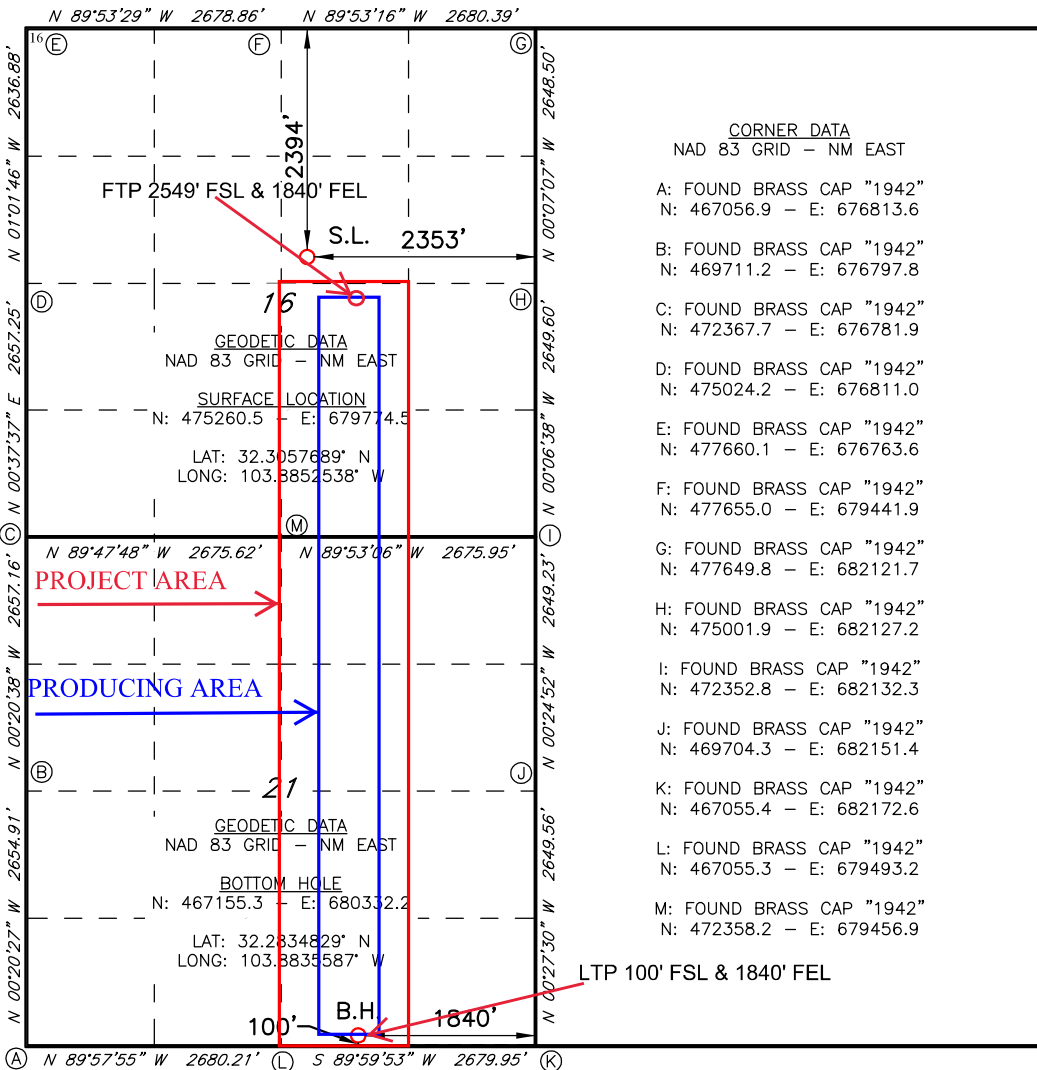 N 89°53'29" W 2678.86' N 89°53'16" W 2680.39'
16 E F G
N 01°01'46" W 2636.88'
N 00°07'07" W 2648.50'
2394'
FTP 2549' FSL & 1840' FEL
S.L. 2353'
D H
16
N 00°37'37" E 2657.25'
N 00°06'38" W 2649.60'
GEODETIC DATA
NAD 83 GRID – NM EAST
SURFACE LOCATION
N: 475260.5 – E: 679774.5
LAT: 32.3057689° N
LONG: 103.8852538° W
C M I
N 89°47'48" W 2675.62' N 89°53'06" W 2675.95'
PROJECT AREA
N 00°20'38" W 2657.16'
N 00°24'52" W 2649.23'
PRODUCING AREA
B J
21
GEODETIC DATA
NAD 83 GRID – NM EAST
BOTTOM HOLE
N: 467155.3 – E: 680332.2
LAT: 32.2834829° N
LONG: 103.8835587° W
N 00°20'27" W 2654.91'
N 00°27'30" W 2649.56'
LTP 100' FSL & 1840' FEL
B.H.
100' 1840'
A L K
N 89°57'55" W 2680.21' S 89°59'53" W 2679.95'
CORNER DATA
NAD 83 GRID – NM EAST
A: FOUND BRASS CAP "1942"
N: 467056.9 – E: 676813.6
B: FOUND BRASS CAP "1942"
N: 469711.2 – E: 676797.8
C: FOUND BRASS CAP "1942"
N: 472367.7 – E: 676781.9
D: FOUND BRASS CAP "1942"
N: 475024.2 – E: 676811.0
E: FOUND BRASS CAP "1942"
N: 477660.1 – E: 676763.6
F: FOUND BRASS CAP "1942"
N: 477655.0 – E: 679441.9
G: FOUND BRASS CAP "1942"
N: 477649.8 – E: 682121.7
H: FOUND BRASS CAP "1942"
N: 475001.9 – E: 682127.2
I: FOUND BRASS CAP "1942"
N: 472352.8 – E: 682132.3
J: FOUND BRASS CAP "1942"
N: 469704.3 – E: 682151.4
K: FOUND BRASS CAP "1942"
N: 467055.4 – E: 682172.6
L: FOUND BRASS CAP "1942"
N: 467055.3 – E: 679493.2
M: FOUND BRASS CAP "1942"
N: 472358.2 – E: 679456.9